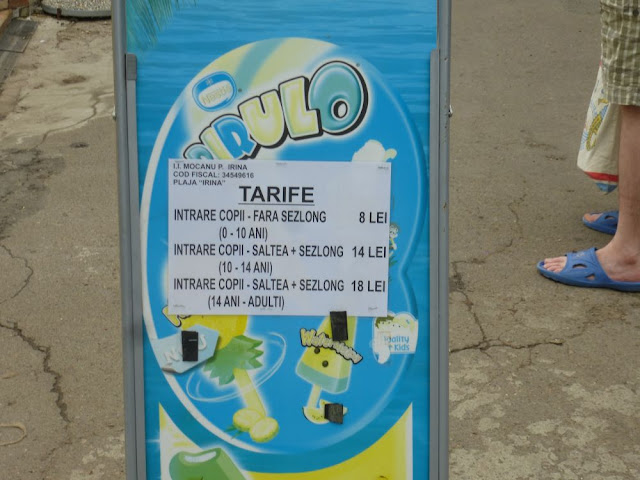 PIRULO
I.I. MOCANU P. IRINA
COD FISCAL: 34549616
PLAJA "IRINA"
TARIFE
INTRARE COPII - FARA SEZLONG 8 LEI
(0 - 10 ANI)
INTRARE COPII - SALTEA + SEZLONG 14 LEI
(10 - 14 ANI)
INTRARE COPII - SALTEA + SEZLONG 18 LEI
(14 ANI - ADULTI)